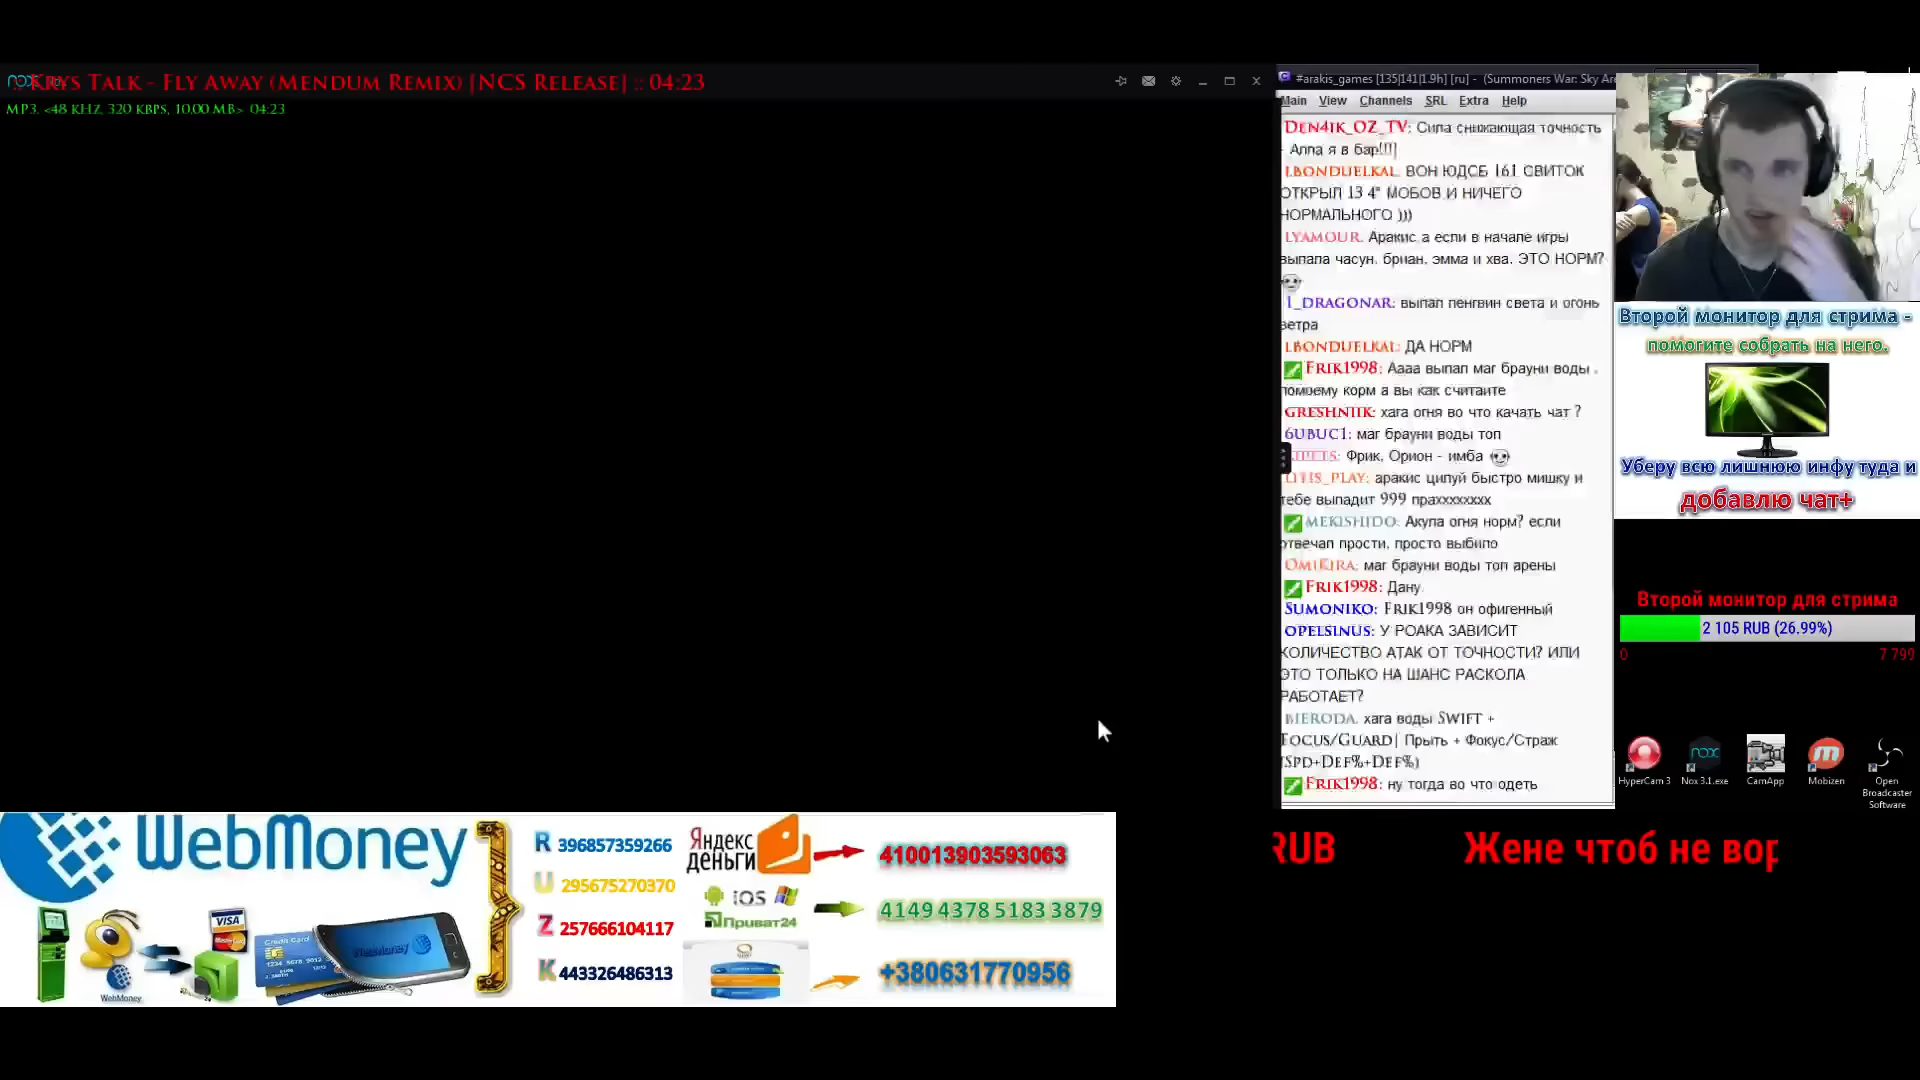 Krys Talk - Fly Away (Mendum Remix) [NCS Release] :: 04:23
MP3, <48 KHZ, 320 KBPS, 10.00 MB> 04:23
#arakis_games [135|141|1.9h] [ru] - (Summoners War: Sky Are
Main View Channels SRL Extra Help
Den41k_OZ_TV: Сила снижающая точность
- Алла я в бар!!!]
LBONDUELKAL: ВОН ЮДСБ 161 СВИТОК
ОТКРЫЛ 13 4* МОБОВ И НИЧЕГО
НОРМАЛЬНОГО )))
LYAMOUR: Аракис а если в начале игры
выпала часун, бриан, эмма и хва. ЭТО НОРМ?
1_DRAGONAR: выпал пенгвин света и огонь
ветра
LBONDUELKAL: ДА НОРМ
Frik1998: Аааа выпал маг брауни воды .
помоему корм а вы как считаите
GRESHNIIK: хага огня во что качать чат ?
6UBUC1: маг брауни воды топ
Фрик, Орион - имба
_PLAY: аракис целуй быстро мишку и
тебе выпадит 999 прахххххххх
MEKISHIDO: Акула огня норм? если
отвечал прости, просто выбило
OmiKira: маг брауни воды топ арены
Frik1998: Дану
Sumoniko: Frik1998 он офигенный
OPELSINUS: У РОАКА ЗАВИСИТ
КОЛИЧЕСТВО АТАК ОТ ТОЧНОСТИ? ИЛИ
ЭТО ТОЛЬКО НА ШАНС РАСКОЛА
РАБОТАЕТ?
BIERODA: хага воды Swift +
Focus/Guard| Прыть + Фокус/Страж
(Spd+Def%+Def%)
Frik1998: ну тогда во что одеть
Второй монитор для стрима -
помогите собрать на него.
Уберу всю лишнюю инфу туда и
добавлю чат+
Второй монитор для стрима
2 105 RUB (26.99%)
0 7 799
HyperCam 3
nox
Nox 3.1.exe
CamApp
Mobizen
Open
Broadcaster
Software
RUB Жене чтоб не вор
WebMoney
VISA
WebMoney
R 396857359266
U 295675270370
Z 257666104117
K 443326486313
Яндекс
деньги
410013903593063
iOS
Приват24
4149 4378 5183 3879
+380631770956